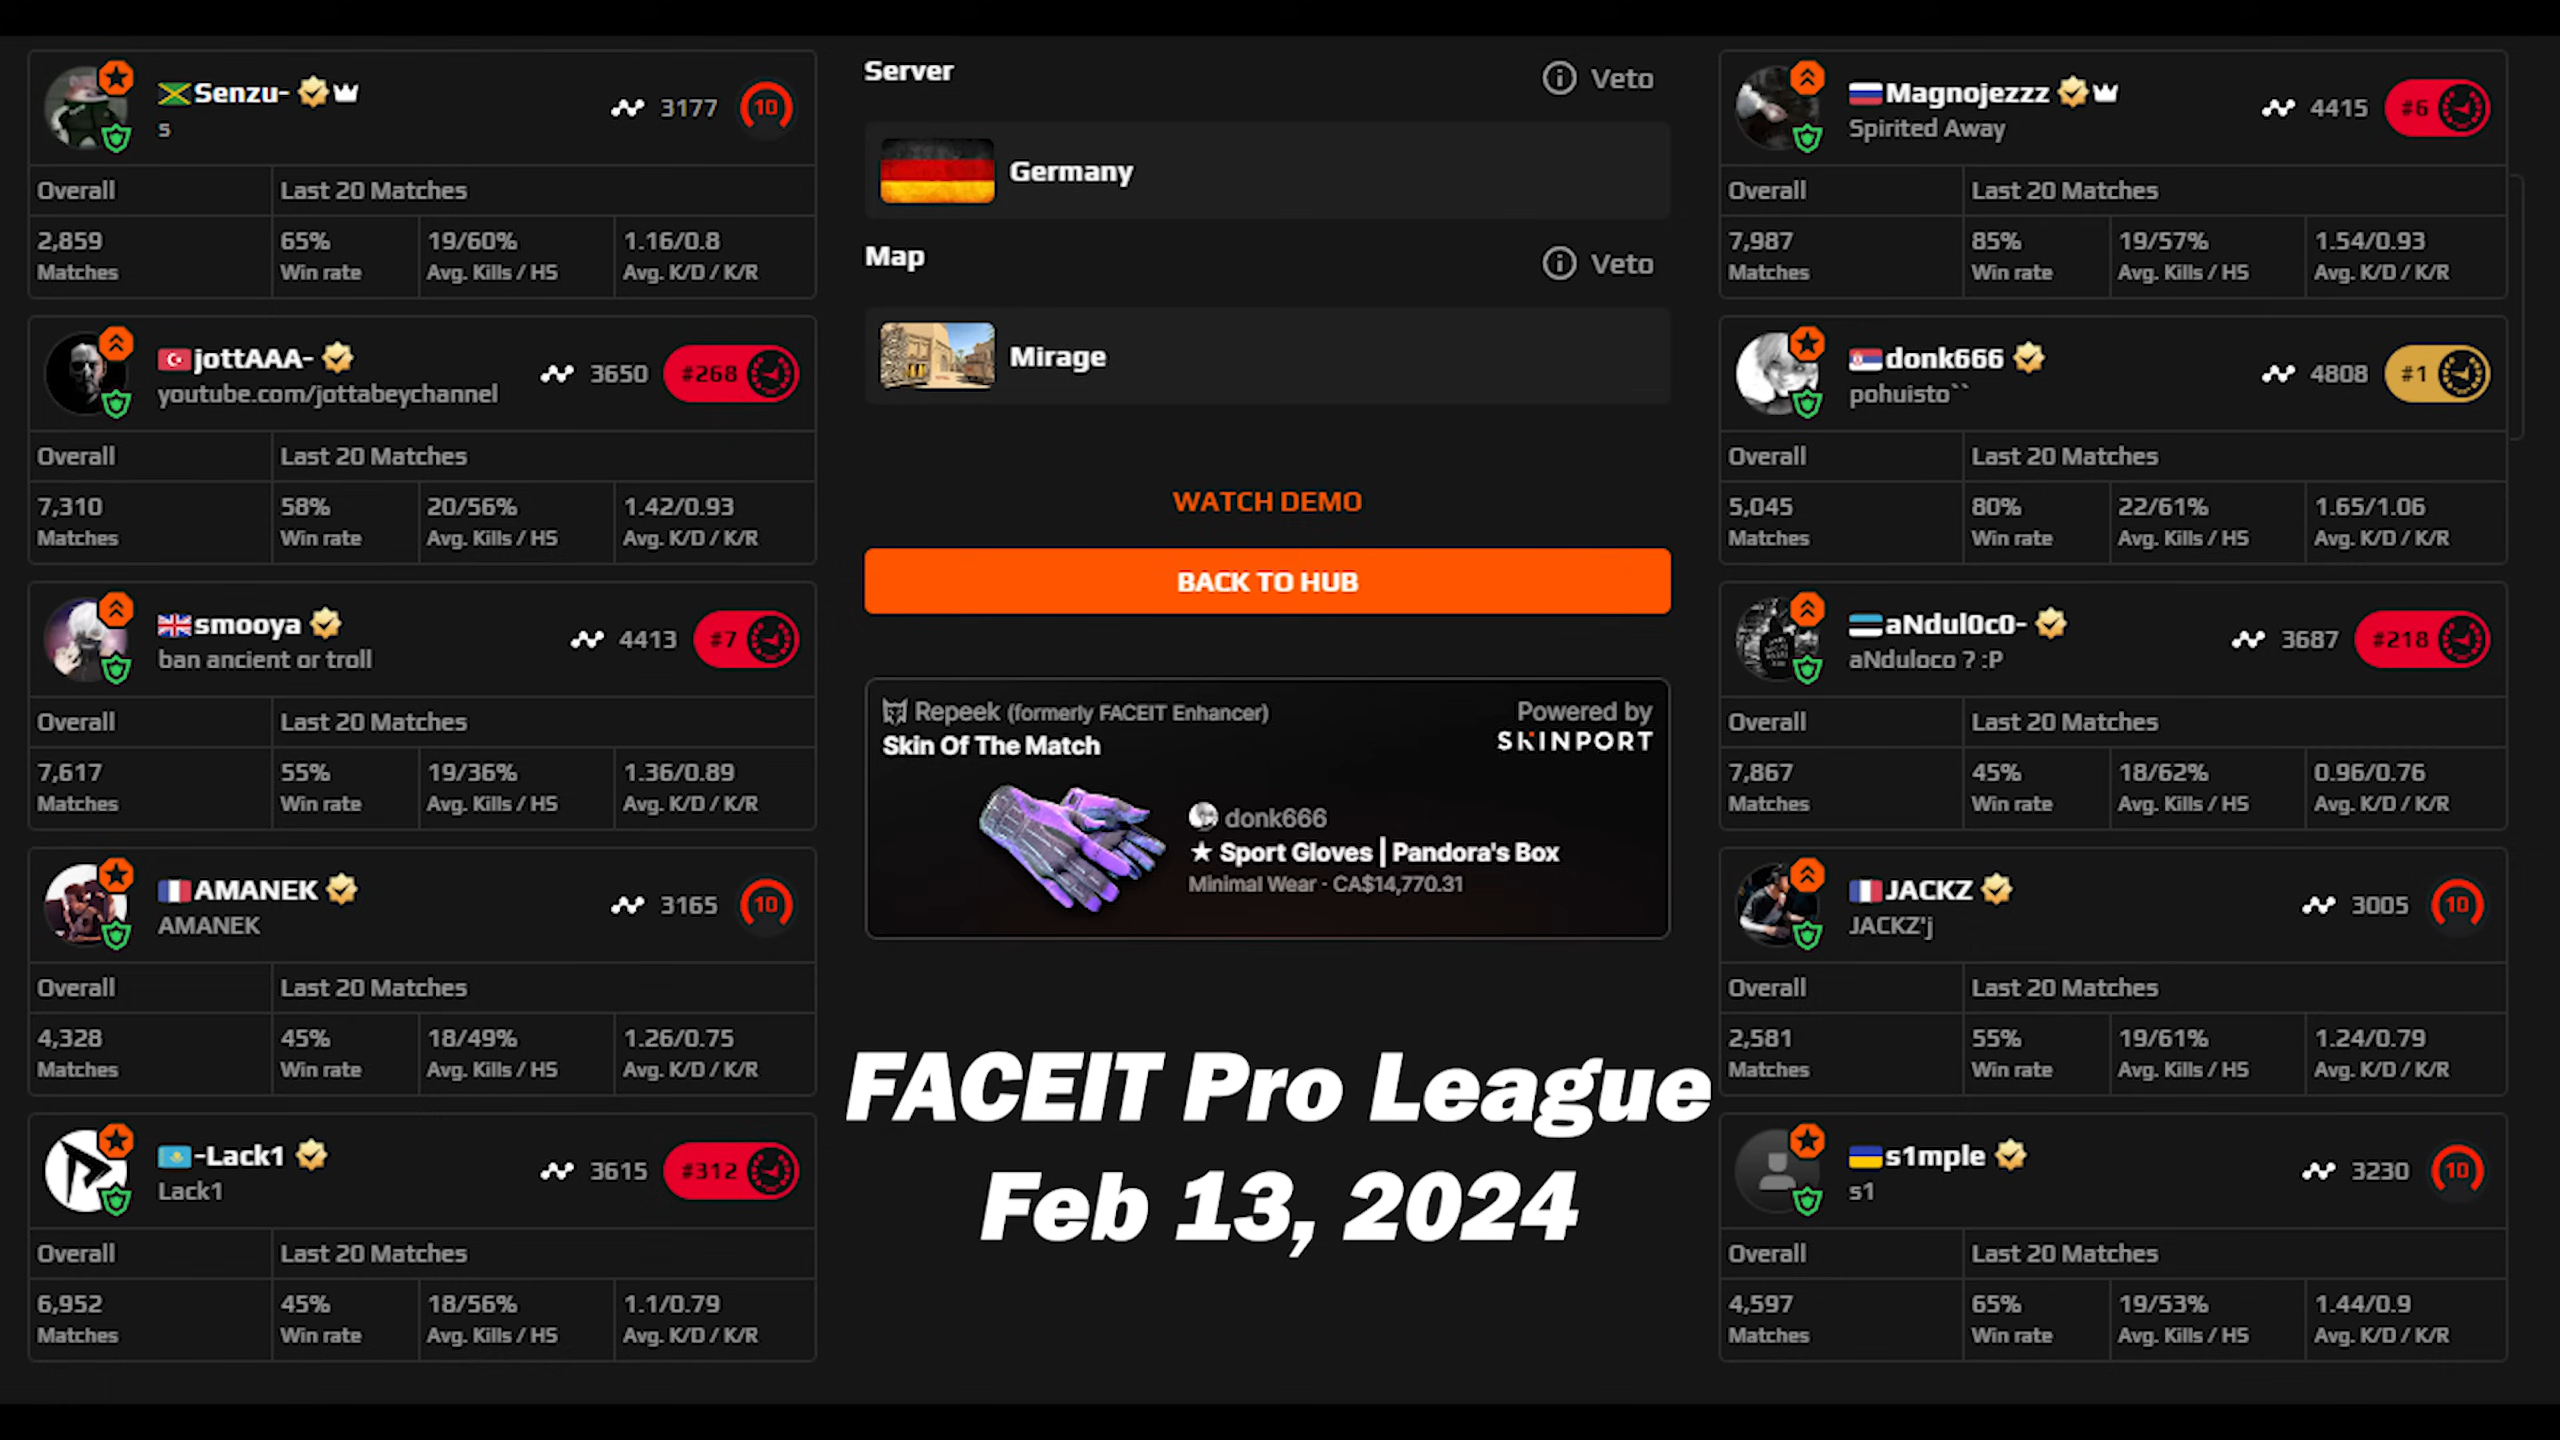 Senzu-
s
3177
10
Overall
Last 20 Matches
2,859
65%
19/60%
1.16/0.8
Matches
Win rate
Avg. Kills / HS
Avg. K/D / K/R
jottAAA-
youtube.com/jottabeychannel
3650
#268
Overall
Last 20 Matches
7,310
58%
20/56%
1.42/0.93
Matches
Win rate
Avg. Kills / HS
Avg. K/D / K/R
smooya
ban ancient or troll
4413
#7
Overall
Last 20 Matches
7,617
55%
19/36%
1.36/0.89
Matches
Win rate
Avg. Kills / HS
Avg. K/D / K/R
AMANEK
AMANEK
3165
10
Overall
Last 20 Matches
4,328
45%
18/49%
1.26/0.75
Matches
Win rate
Avg. Kills / HS
Avg. K/D / K/R
-Lack1
Lack1
3615
#312
Overall
Last 20 Matches
6,952
45%
18/56%
1.1/0.79
Matches
Win rate
Avg. Kills / HS
Avg. K/D / K/R
Server
Veto
Germany
Map
Veto
Mirage
WATCH DEMO
BACK TO HUB
Repeek (formerly FACEIT Enhancer)
Skin Of The Match
Powered by
SKINPORT
donk666
★ Sport Gloves | Pandora's Box
Minimal Wear - CA$14,770.31
FACEIT Pro League
Feb 13, 2024
Magnojezzz
Spirited Away
4415
#6
Overall
Last 20 Matches
7,987
85%
19/57%
1.54/0.93
Matches
Win rate
Avg. Kills / HS
Avg. K/D / K/R
donk666
pohuisto``
4808
#1
Overall
Last 20 Matches
5,045
80%
22/61%
1.65/1.06
Matches
Win rate
Avg. Kills / HS
Avg. K/D / K/R
aNdul0c0-
aNduloco ? :P
3687
#218
Overall
Last 20 Matches
7,867
45%
18/62%
0.96/0.76
Matches
Win rate
Avg. Kills / HS
Avg. K/D / K/R
JACKZ
JACKZ'j
3005
10
Overall
Last 20 Matches
2,581
55%
19/61%
1.24/0.79
Matches
Win rate
Avg. Kills / HS
Avg. K/D / K/R
s1mple
s1
3230
10
Overall
Last 20 Matches
4,597
65%
19/53%
1.44/0.9
Matches
Win rate
Avg. Kills / HS
Avg. K/D / K/R